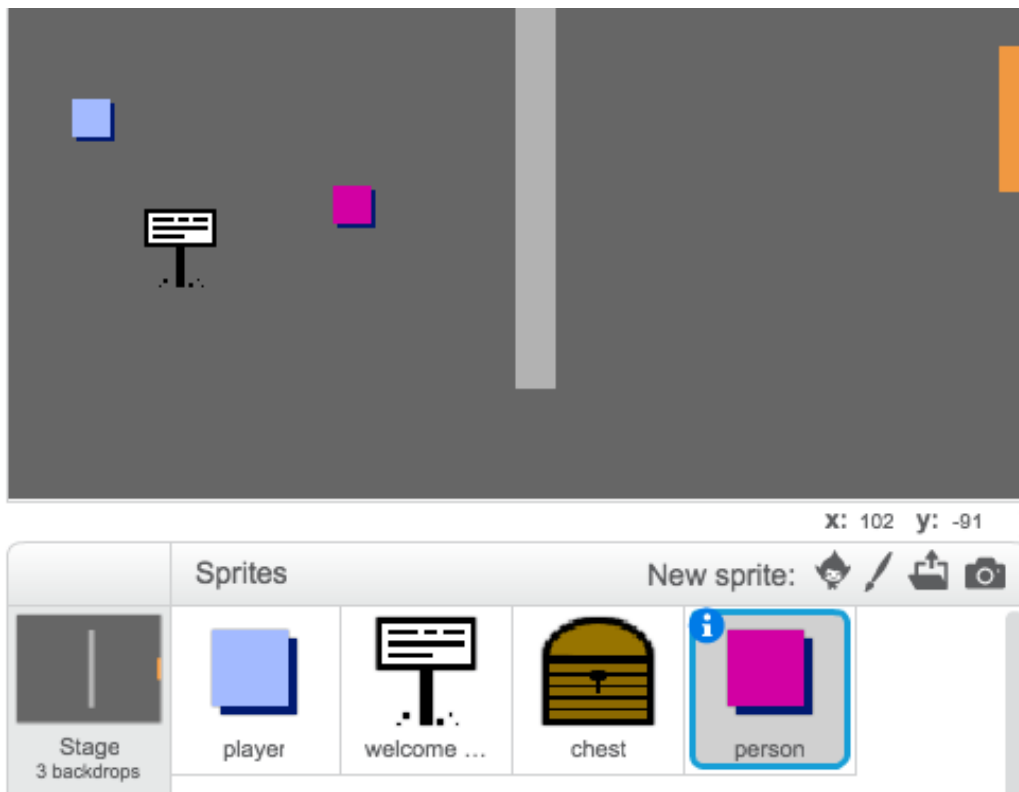 x: 102 y: -91
Sprites
New sprite:
Stage
3 backdrops
player
welcome ...
chest
person